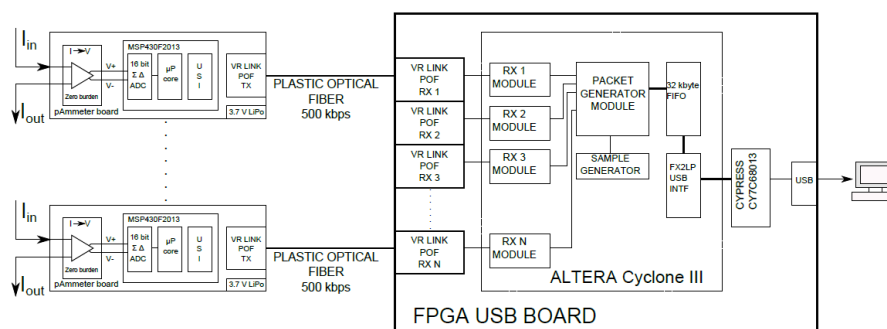 I in
I out
I→V
V+
V-
Zero burden
pAmmeter board
MSP430F2013
16 bit
Σ Δ
ADC
µP
core
U
S
I
VR LINK
POF
TX
3.7 V LiPo
PLASTIC OPTICAL
FIBER
500 kbps
I in
I out
I→V
V+
V-
Zero burden
pAmmeter board
MSP430F2013
16 bit
Σ Δ
ADC
µP
core
U
S
I
VR LINK
POF
TX
3.7 V LiPo
PLASTIC OPTICAL
FIBER
500 kbps
VR LINK
POF
RX 1
VR LINK
POF
RX 2
VR LINK
POF
RX 3
VR LINK
POF
RX N
RX 1
MODULE
RX 2
MODULE
RX 3
MODULE
RX N
MODULE
PACKET
GENERATOR
MODULE
SAMPLE
GENERATOR
32 kbyte
FIFO
FX2LP
USB
INTF
ALTERA Cyclone III
CYPRESS
CY7C68013
USB
FPGA USB BOARD